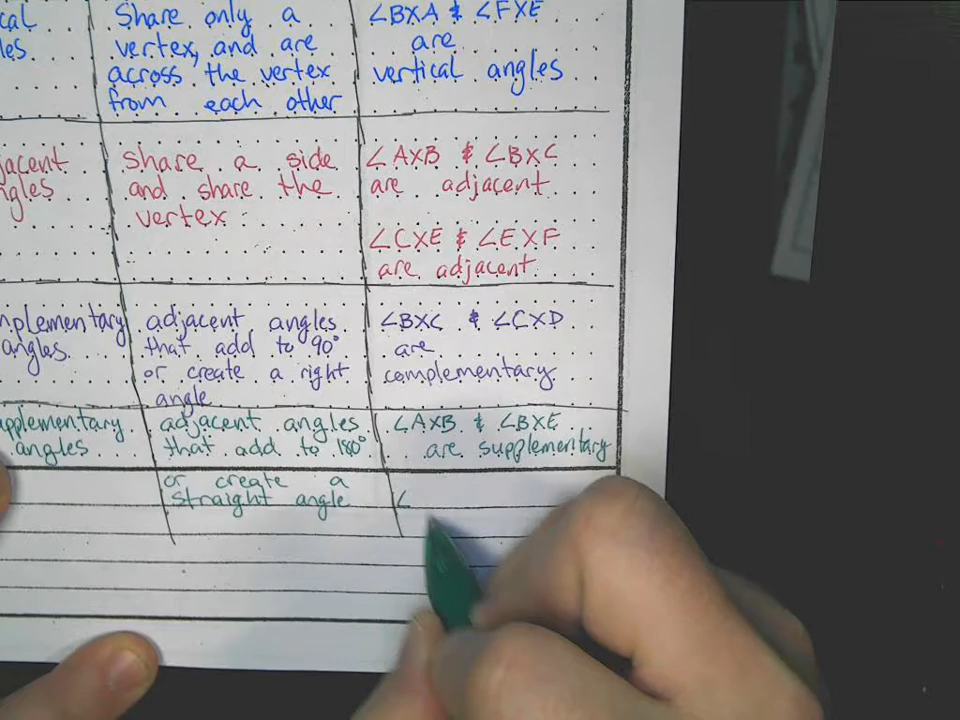 cal
les
Share only a
vertex, and are
across the vertex
from each other
∠BXA & ∠FXE
are
vertical angles
jacent
ngles
share a side
and share the
vertex
∠AXB & ∠BXC
are adjacent
∠CXE & ∠EXF
are adjacent
mplementary
angles
adjacent angles
that add to 90°
or create a right
angle
∠BXC & ∠CXD
are
complementary
upplementary
angles
adjacent angles
that add to 180°
or create a
straight angle
∠AXB & ∠BXE
are supplementary
∠